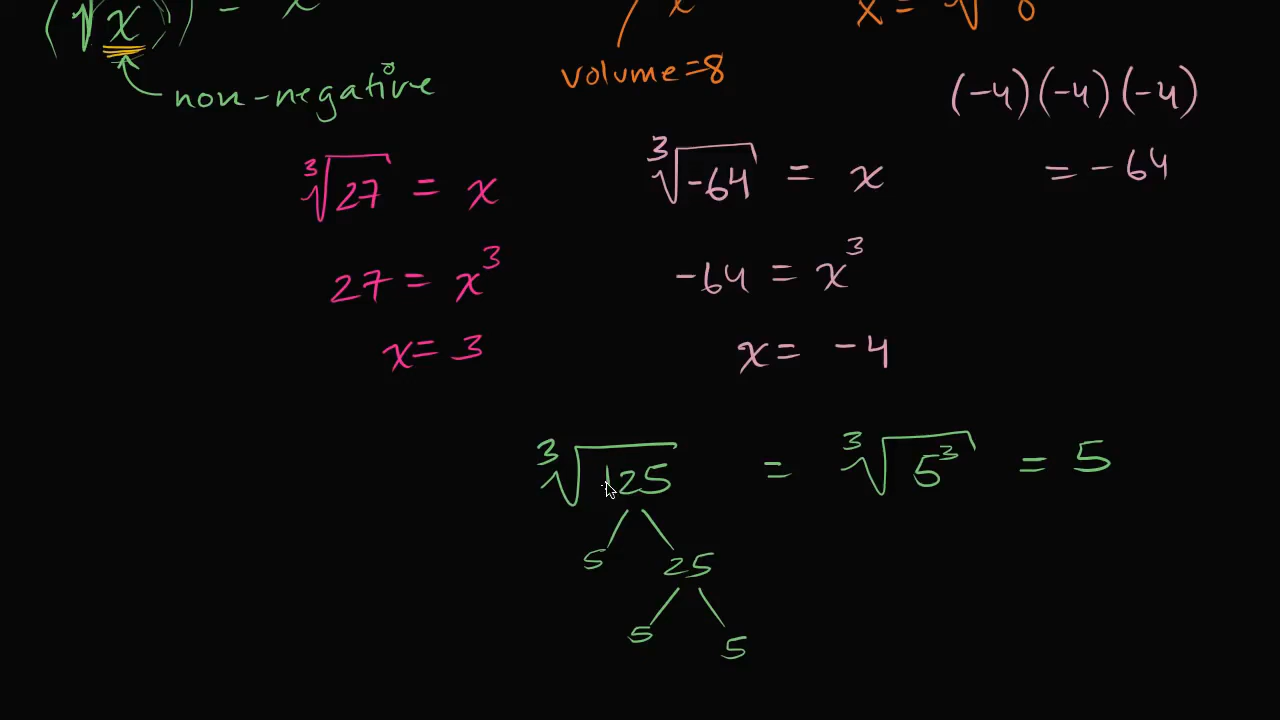 (√x) = x
x
x = ∛8
non-negative
volume=8
(-4)(-4)(-4)
= -64
∛27 = x
27 = x³
x = 3
∛-64 = x
-64 = x³
x = -4
∛125 = ∛5³ = 5
5 25
5 5